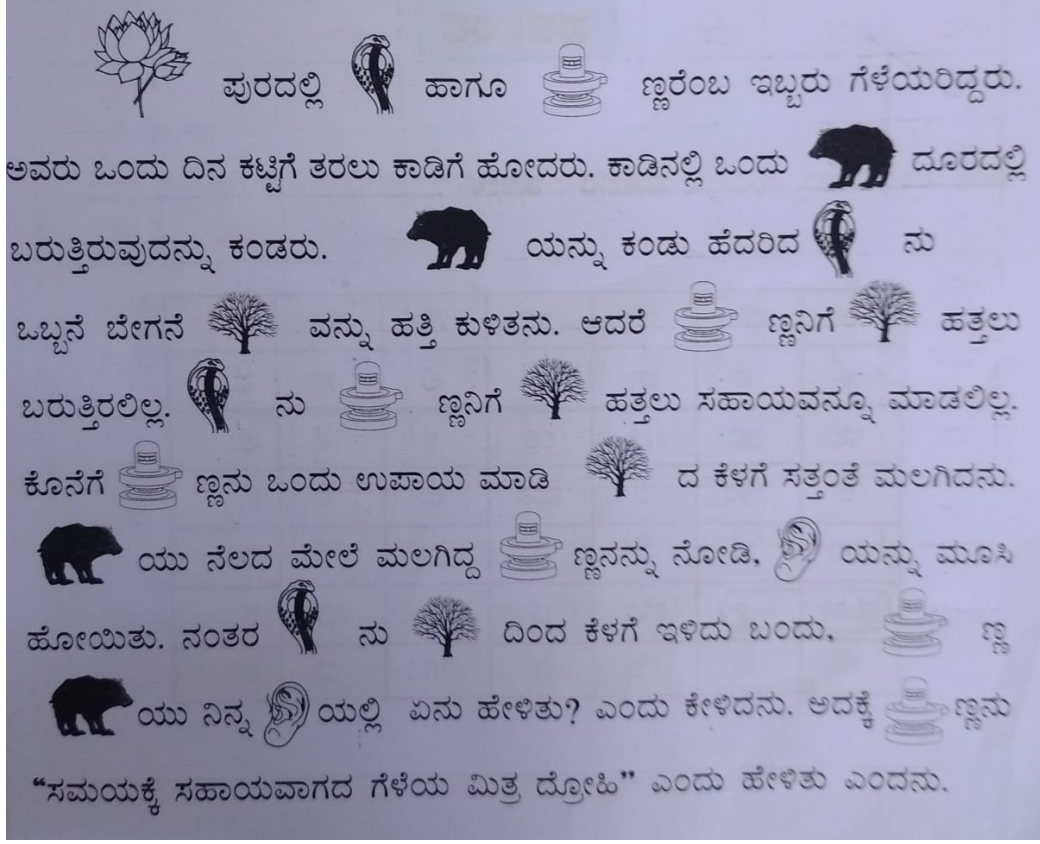 ಪುರದಲ್ಲಿ ಹಾಗೂ ಣ್ಣರೆಂಬ ಇಬ್ಬರು ಗೆಳೆಯರಿದ್ದರು.
ಅವರು ಒಂದು ದಿನ ಕಟ್ಟಿಗೆ ತರಲು ಕಾಡಿಗೆ ಹೋದರು. ಕಾಡಿನಲ್ಲಿ ಒಂದು ದೂರದಲ್ಲಿ
ಬರುತ್ತಿರುವುದನ್ನು ಕಂಡರು. ಯನ್ನು ಕಂಡು ಹೆದರಿದ ನು
ಒಬ್ಬನೆ ಬೇಗನೆ ವನ್ನು ಹತ್ತಿ ಕುಳಿತನು. ಆದರೆ ಣ್ಣನಿಗೆ ಹತ್ತಲು
ಬರುತ್ತಿರಲಿಲ್ಲ. ನು ಣ್ಣನಿಗೆ ಹತ್ತಲು ಸಹಾಯವನ್ನೂ ಮಾಡಲಿಲ್ಲ.
ಕೊನೆಗೆ ಣ್ಣನು ಒಂದು ಉಪಾಯ ಮಾಡಿ ದ ಕೆಳಗೆ ಸತ್ತಂತೆ ಮಲಗಿದನು.
ಯು ನೆಲದ ಮೇಲೆ ಮಲಗಿದ್ದ ಣ್ಣನನ್ನು ನೋಡಿ, ಯನ್ನು ಮೂಸಿ
ಹೋಯಿತು. ನಂತರ ನು ದಿಂದ ಕೆಳಗೆ ಇಳಿದು ಬಂದು, ಣ್ಣ
ಯು ನಿನ್ನ ಯಲ್ಲಿ ಏನು ಹೇಳಿತು? ಎಂದು ಕೇಳಿದನು. ಅದಕ್ಕೆ ಣ್ಣನು
“ಸಮಯಕ್ಕೆ ಸಹಾಯವಾಗದ ಗೆಳೆಯ ಮಿತ್ರ ದ್ರೋಹಿ” ಎಂದು ಹೇಳಿತು ಎಂದನು.